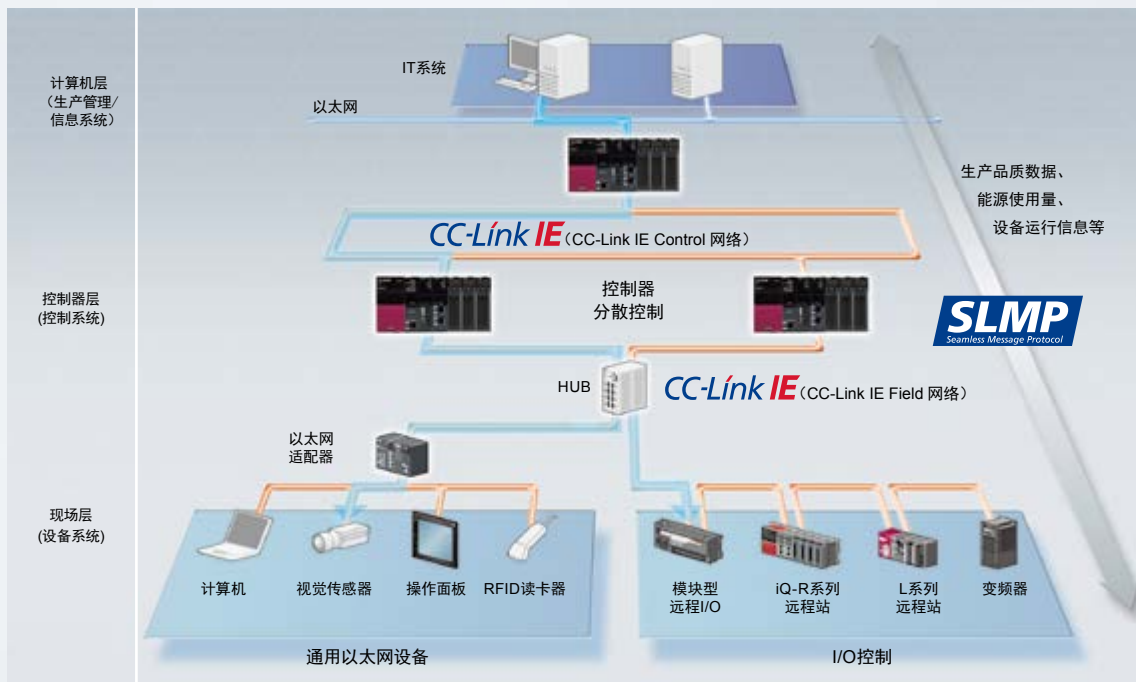 计算机层
（生产管理/
信息系统）
IT系统
以太网
生产品质数据、
能源使用量、
设备运行信息等
CC-Link IE（CC-Link IE Control 网络）
控制器层
(控制系统)
控制器
分散控制
SLMP
Seamless Message Protocol
HUB
CC-Link IE（CC-Link IE Field 网络）
以太网
适配器
现场层
(设备系统)
计算机
视觉传感器
操作面板
RFID读卡器
模块型
远程I/O
iQ-R系列
远程站
L系列
远程站
变频器
通用以太网设备
I/O控制